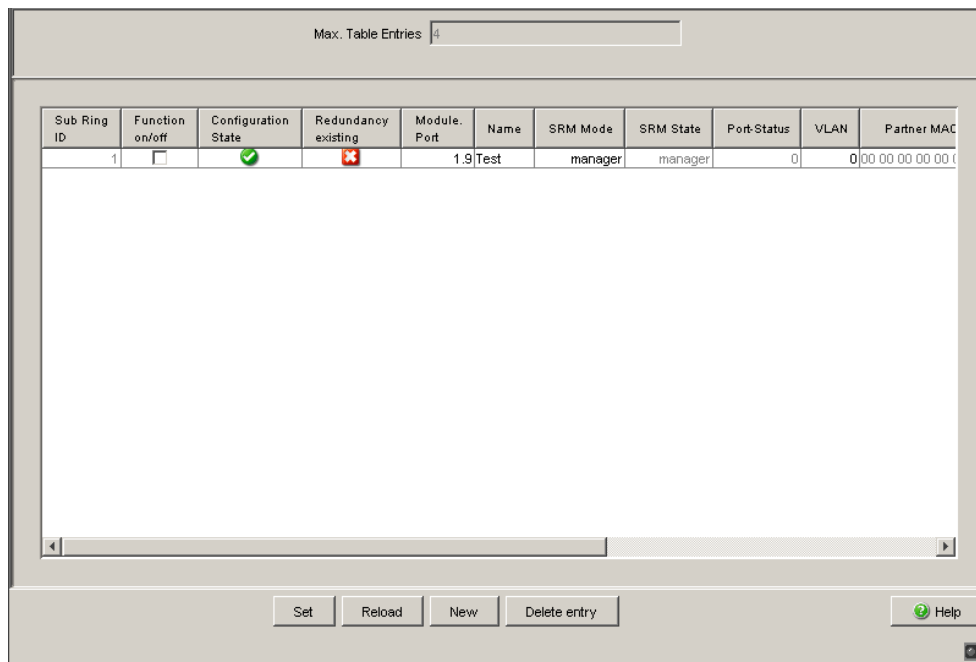 Max. Table Entries 4
Sub Ring ID Function on/off Configuration State Redundancy existing Module. Port Name SRM Mode SRM State Port-Status VLAN Partner MAC
1 1.9 Test manager manager 0 0 00 00 00 00 00
Set Reload New Delete entry Help